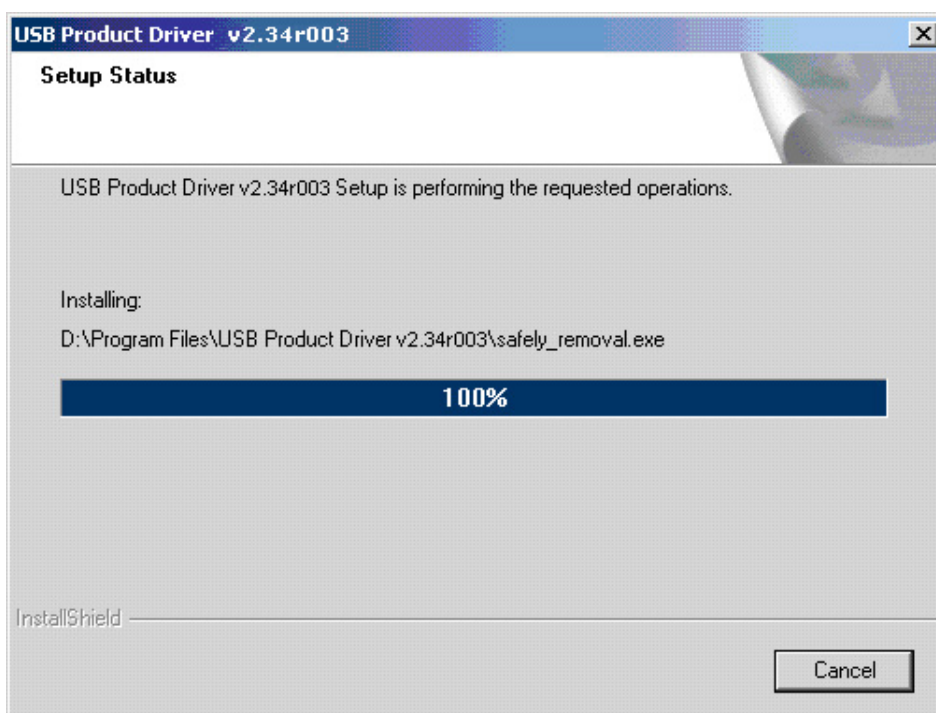 USB Product Driver v2.34r003
Setup Status
USB Product Driver v2.34r003 Setup is performing the requested operations.
Installing:
D:\Program Files\USB Product Driver v2.34r003\safely_removal.exe
100%
InstallShield
Cancel